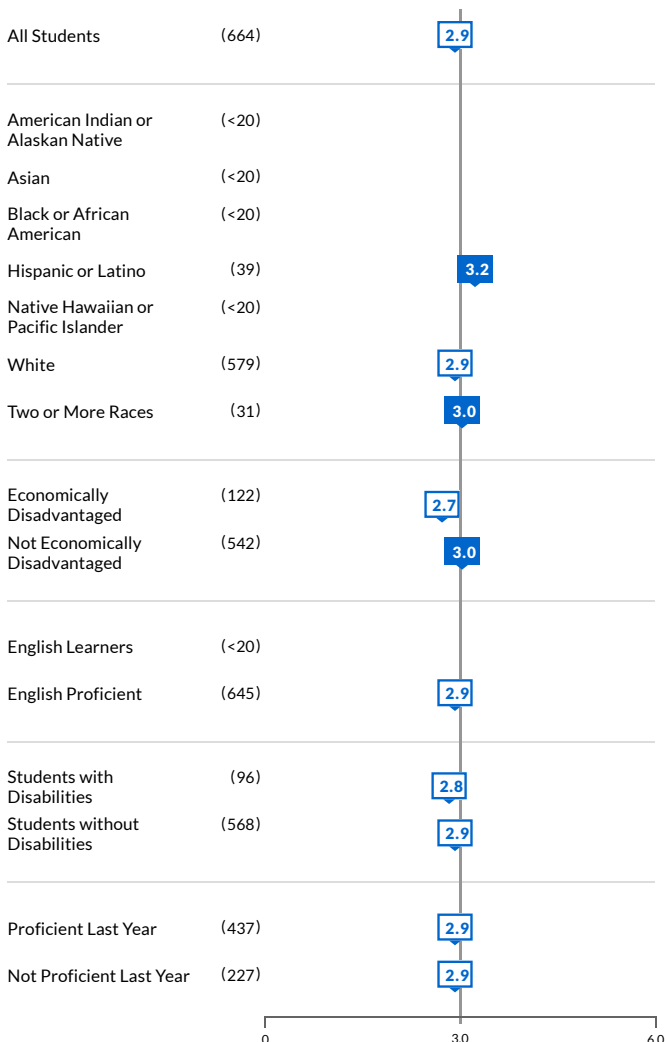 All Students (664) 2.9
American Indian or (<20)
Alaskan Native
Asian (<20)
Black or African (<20)
American
Hispanic or Latino (39) 3.2
Native Hawaiian or (<20)
Pacific Islander
White (579) 2.9
Two or More Races (31) 3.0
Economically (122) 2.7
Disadvantaged
Not Economically (542) 3.0
Disadvantaged
English Learners (<20)
English Proficient (645) 2.9
Students with (96) 2.8
Disabilities
Students without (568) 2.9
Disabilities
Proficient Last Year (437) 2.9
Not Proficient Last Year (227) 2.9
0 3.0 6.0